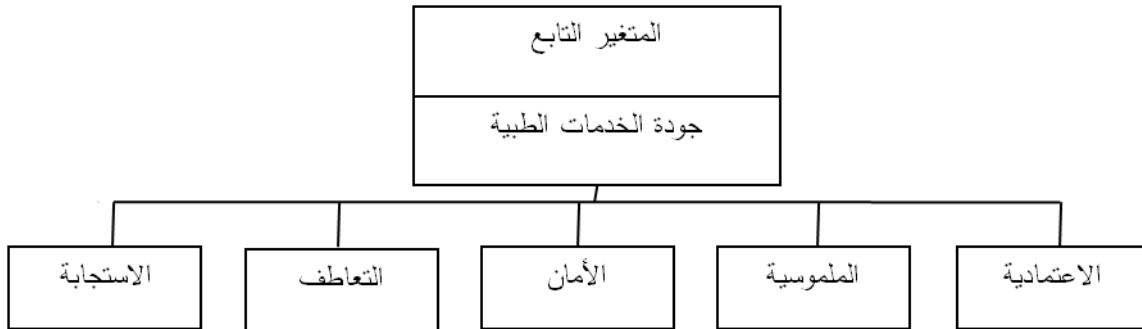 المتغير التابع
جودة الخدمات الطبية
الاعتمادية
الملموسية
الأمان
التعاطف
الاستجابة